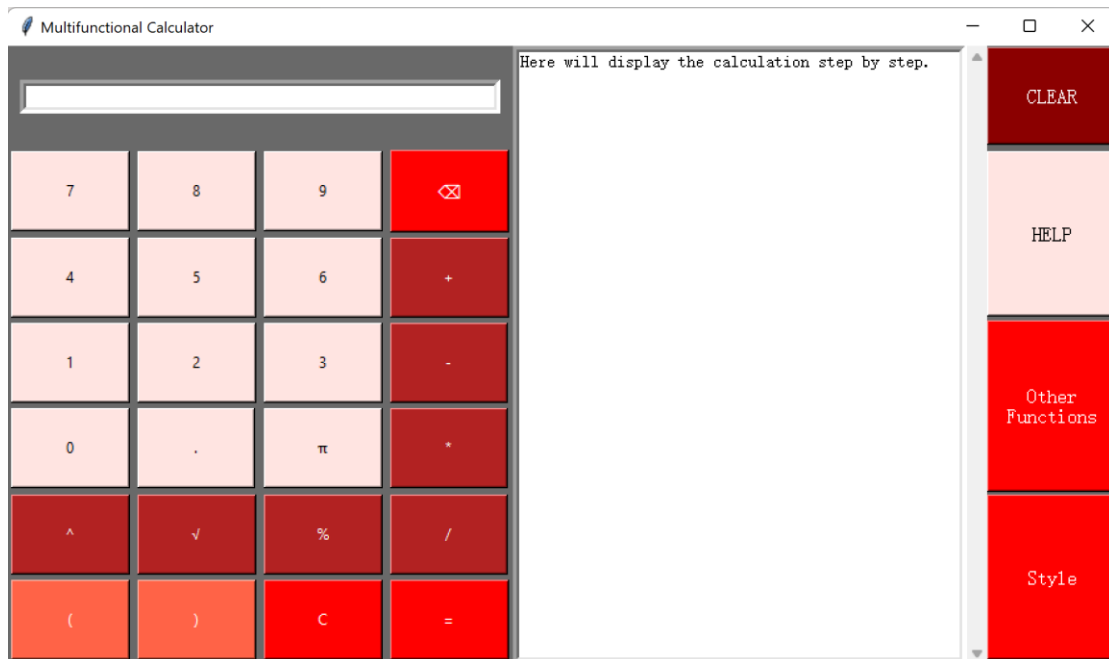 Multifunctional Calculator
Here will display the calculation step by step.
CLEAR
7 8 9 ⌫
HELP
4 5 6 +
1 2 3 -
Other
Functions
0 . π *
^ √ % /
Style
( ) C =